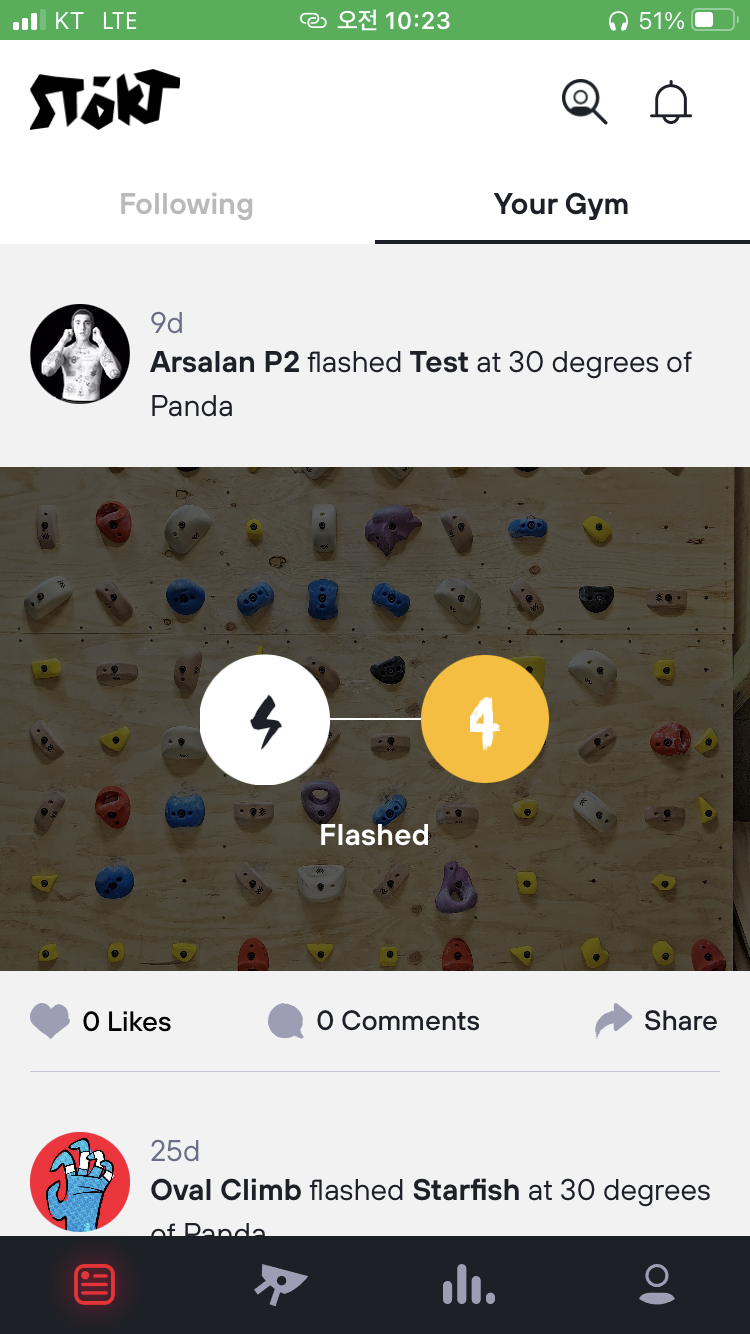 KT LTE 오전 10:23 51%
STŌKT
Following Your Gym
9d
Arsalan P2 flashed Test at 30 degrees of
Panda
4
Flashed
0 Likes 0 Comments Share
25d
Oval Climb flashed Starfish at 30 degrees
of Panda